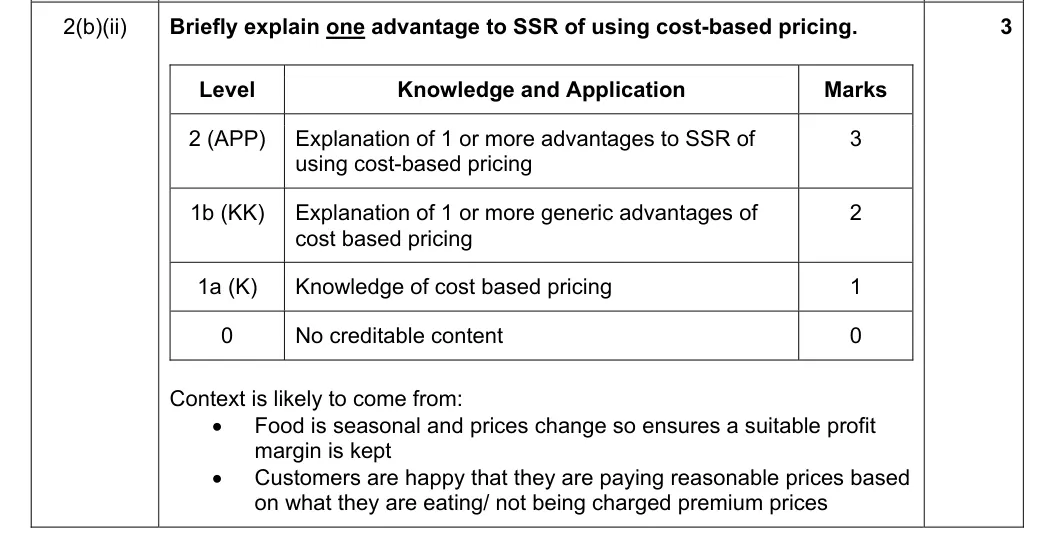 2(b)(ii) Briefly explain one advantage to SSR of using cost-based pricing. 3
Level Knowledge and Application Marks
2 (APP) Explanation of 1 or more advantages to SSR of 3
using cost-based pricing
1b (KK) Explanation of 1 or more generic advantages of 2
cost based pricing
1a (K) Knowledge of cost based pricing 1
0 No creditable content 0
Context is likely to come from:
• Food is seasonal and prices change so ensures a suitable profit
margin is kept
• Customers are happy that they are paying reasonable prices based
on what they are eating/ not being charged premium prices